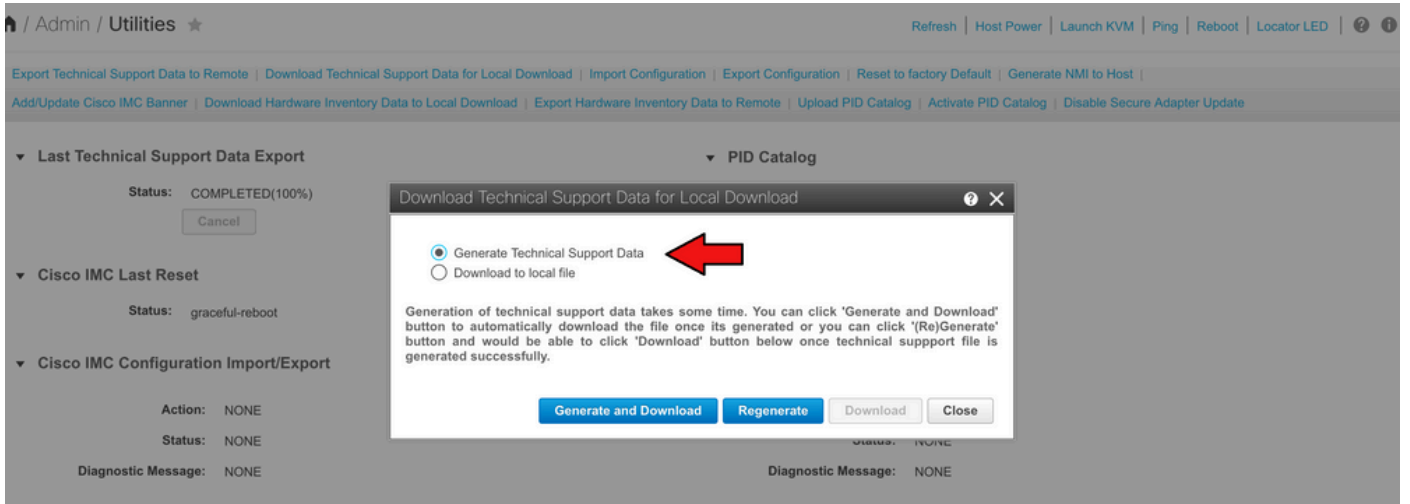 / Admin / Utilities ★
Refresh | Host Power | Launch KVM | Ping | Reboot | Locator LED |
Export Technical Support Data to Remote | Download Technical Support Data for Local Download | Import Configuration | Export Configuration | Reset to factory Default | Generate NMI to Host |
Add/Update Cisco IMC Banner | Download Hardware Inventory Data to Local Download | Export Hardware Inventory Data to Remote | Upload PID Catalog | Activate PID Catalog | Disable Secure Adapter Update
Last Technical Support Data Export
Status: COMPLETED(100%)
Cancel
Cisco IMC Last Reset
Status: graceful-reboot
Cisco IMC Configuration Import/Export
Action: NONE
Status: NONE
Diagnostic Message: NONE
PID Catalog
Download Technical Support Data for Local Download
Generate Technical Support Data
Download to local file
Generation of technical support data takes some time. You can click 'Generate and Download'
button to automatically download the file once its generated or you can click '(Re)Generate'
button and would be able to click 'Download' button below once technical suppport file is
generated successfully.
Generate and Download Regenerate Download Close
Status: NONE
Diagnostic Message: NONE